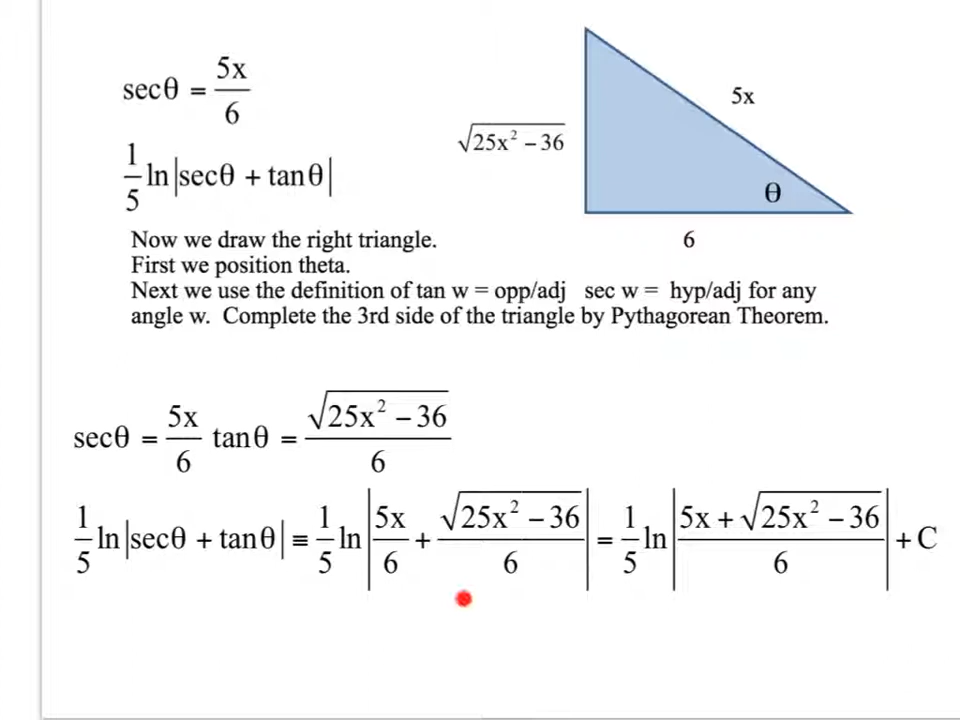 secθ = 5x/6
5x
√(25x² − 36)
1/5 ln|secθ + tanθ|
θ
6
Now we draw the right triangle.
First we position theta.
Next we use the definition of tan w = opp/adj sec w = hyp/adj for any
angle w. Complete the 3rd side of the triangle by Pythagorean Theorem.
secθ = 5x/6 tanθ = √(25x² − 36)/6
1/5 ln|secθ + tanθ| ≡ 1/5 ln|5x/6 + √(25x² − 36)/6| = 1/5 ln|(5x + √(25x² − 36))/6| + C